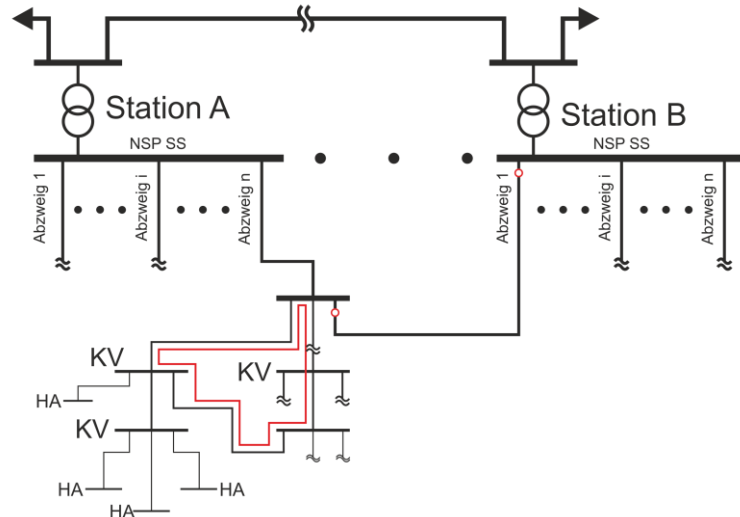 Station A
Station B
NSP SS
NSP SS
Abzweig 1
Abzweig i
Abzweig n
Abzweig 1
Abzweig i
Abzweig n
KV
KV
HA
KV
HA
HA
HA